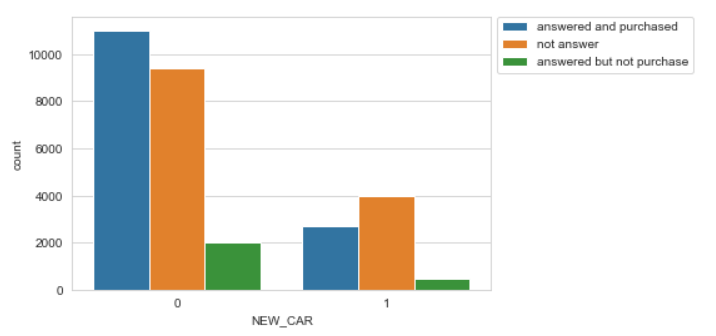 answered and purchased
not answer
answered but not purchase
10000
8000
6000
4000
2000
0
count
0 1
NEW_CAR